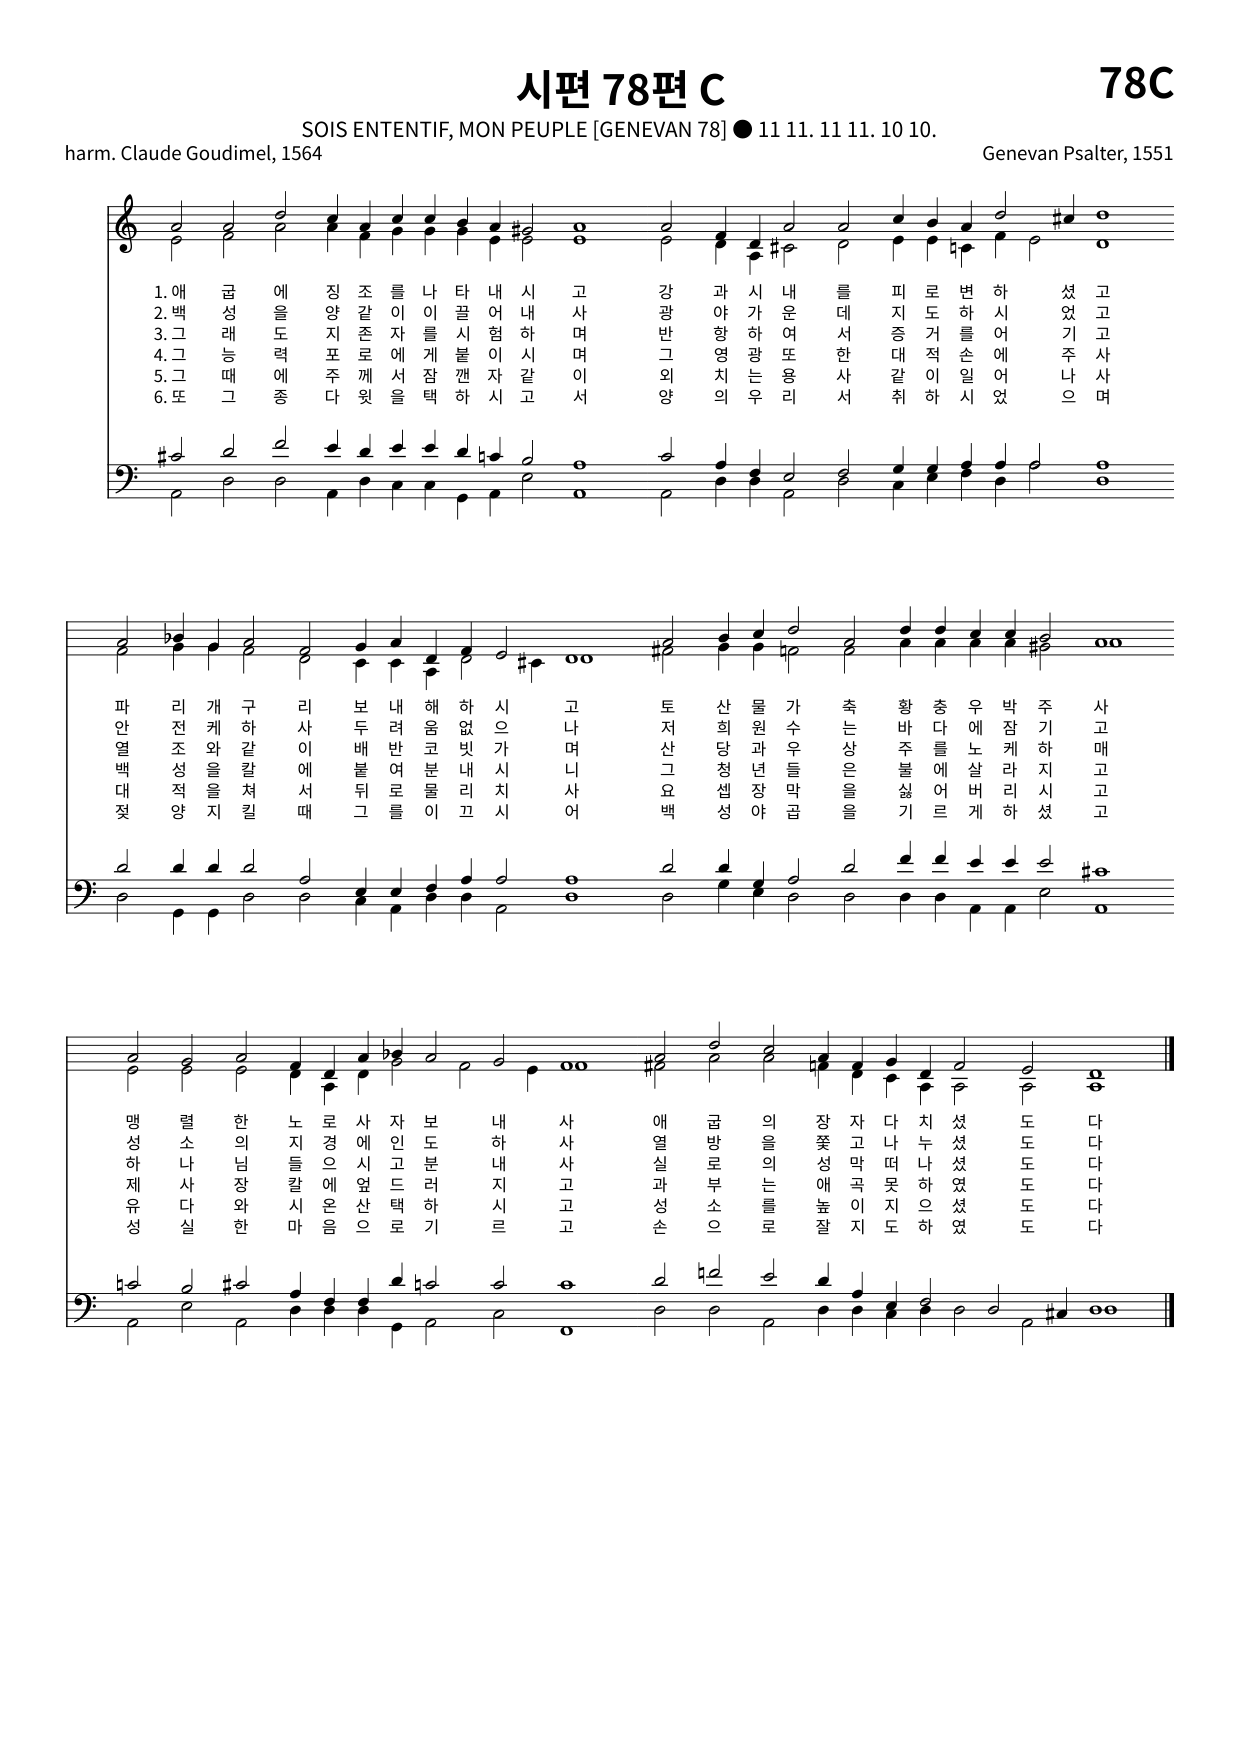 시편 78편 C
78C
SOIS ENTENTIF, MON PEUPLE [GENEVAN 78] ● 11 11. 11 11. 10 10.
harm. Claude Goudimel, 1564
Genevan Psalter, 1551
1. 애 굽 에 징 조 를 나 타 내 시 고 강 과 시 내 를 피 로 변 하 셨 고
2. 백 성 을 양 같 이 이 끌 어 내 사 광 야 가 운 데 지 도 하 시 었 고
3. 그 래 도 지 존 자 를 시 험 하 며 반 항 하 여 서 증 거 를 어 기 고
4. 그 능 력 포 로 에 게 붙 이 시 며 그 영 광 또 한 대 적 손 에 주 사
5. 그 때 에 주 께 서 잠 깬 자 같 이 외 치 는 용 사 같 이 일 어 나 사
6. 또 그 종 다 윗 을 택 하 시 고 서 양 의 우 리 서 취 하 시 었 으 며
파 리 개 구 리 보 내 해 하 시 고 토 산 물 가 축 황 충 우 박 주 사
안 전 케 하 사 두 려 움 없 으 나 저 희 원 수 는 바 다 에 잠 기 고
열 조 와 같 이 배 반 코 빗 가 며 산 당 과 우 상 주 를 노 케 하 매
백 성 을 칼 에 붙 여 분 내 시 니 그 청 년 들 은 불 에 살 라 지 고
대 적 을 쳐 서 뒤 로 물 리 치 사 요 셉 장 막 을 싫 어 버 리 시 고
젖 양 지 킬 때 그 를 이 끄 시 어 백 성 야 곱 을 기 르 게 하 셨 고
맹 렬 한 노 로 사 자 보 내 사 애 굽 의 장 자 다 치 셨 도 다
성 소 의 지 경 에 인 도 하 사 열 방 을 쫓 고 나 누 셨 도 다
하 나 님 들 으 시 고 분 내 사 실 로 의 성 막 떠 나 셨 도 다
제 사 장 칼 에 엎 드 러 지 고 과 부 는 애 곡 못 하 였 도 다
유 다 와 시 온 산 택 하 시 고 성 소 를 높 이 지 으 셨 도 다
성 실 한 마 음 으 로 기 르 고 손 으 로 잘 지 도 하 였 도 다